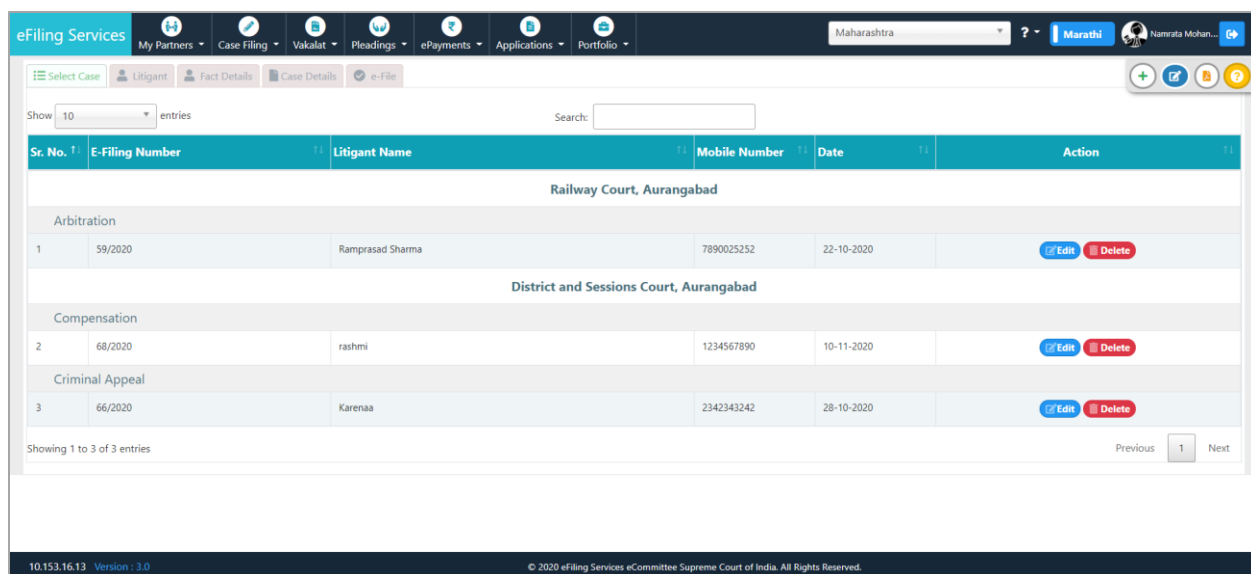 eFiling Services My Partners Case Filing Vakalat Pleadings ePayments Applications Portfolio Maharashtra ? Marathi Namrata Mohan...
Select Case Litigant Fact Details Case Details e-File
Show 10 entries Search:
Sr. No. E-Filing Number Litigant Name Mobile Number Date Action
Railway Court, Aurangabad
Arbitration
1 59/2020 Ramprasad Sharma 7890025252 22-10-2020 Edit Delete
District and Sessions Court, Aurangabad
Compensation
2 68/2020 rashmi 1234567890 10-11-2020 Edit Delete
Criminal Appeal
3 66/2020 Karenaa 2342343242 28-10-2020 Edit Delete
Showing 1 to 3 of 3 entries Previous 1 Next
10.153.16.13 Version : 3.0 © 2020 eFiling Services eCommittee Supreme Court of India. All Rights Reserved.